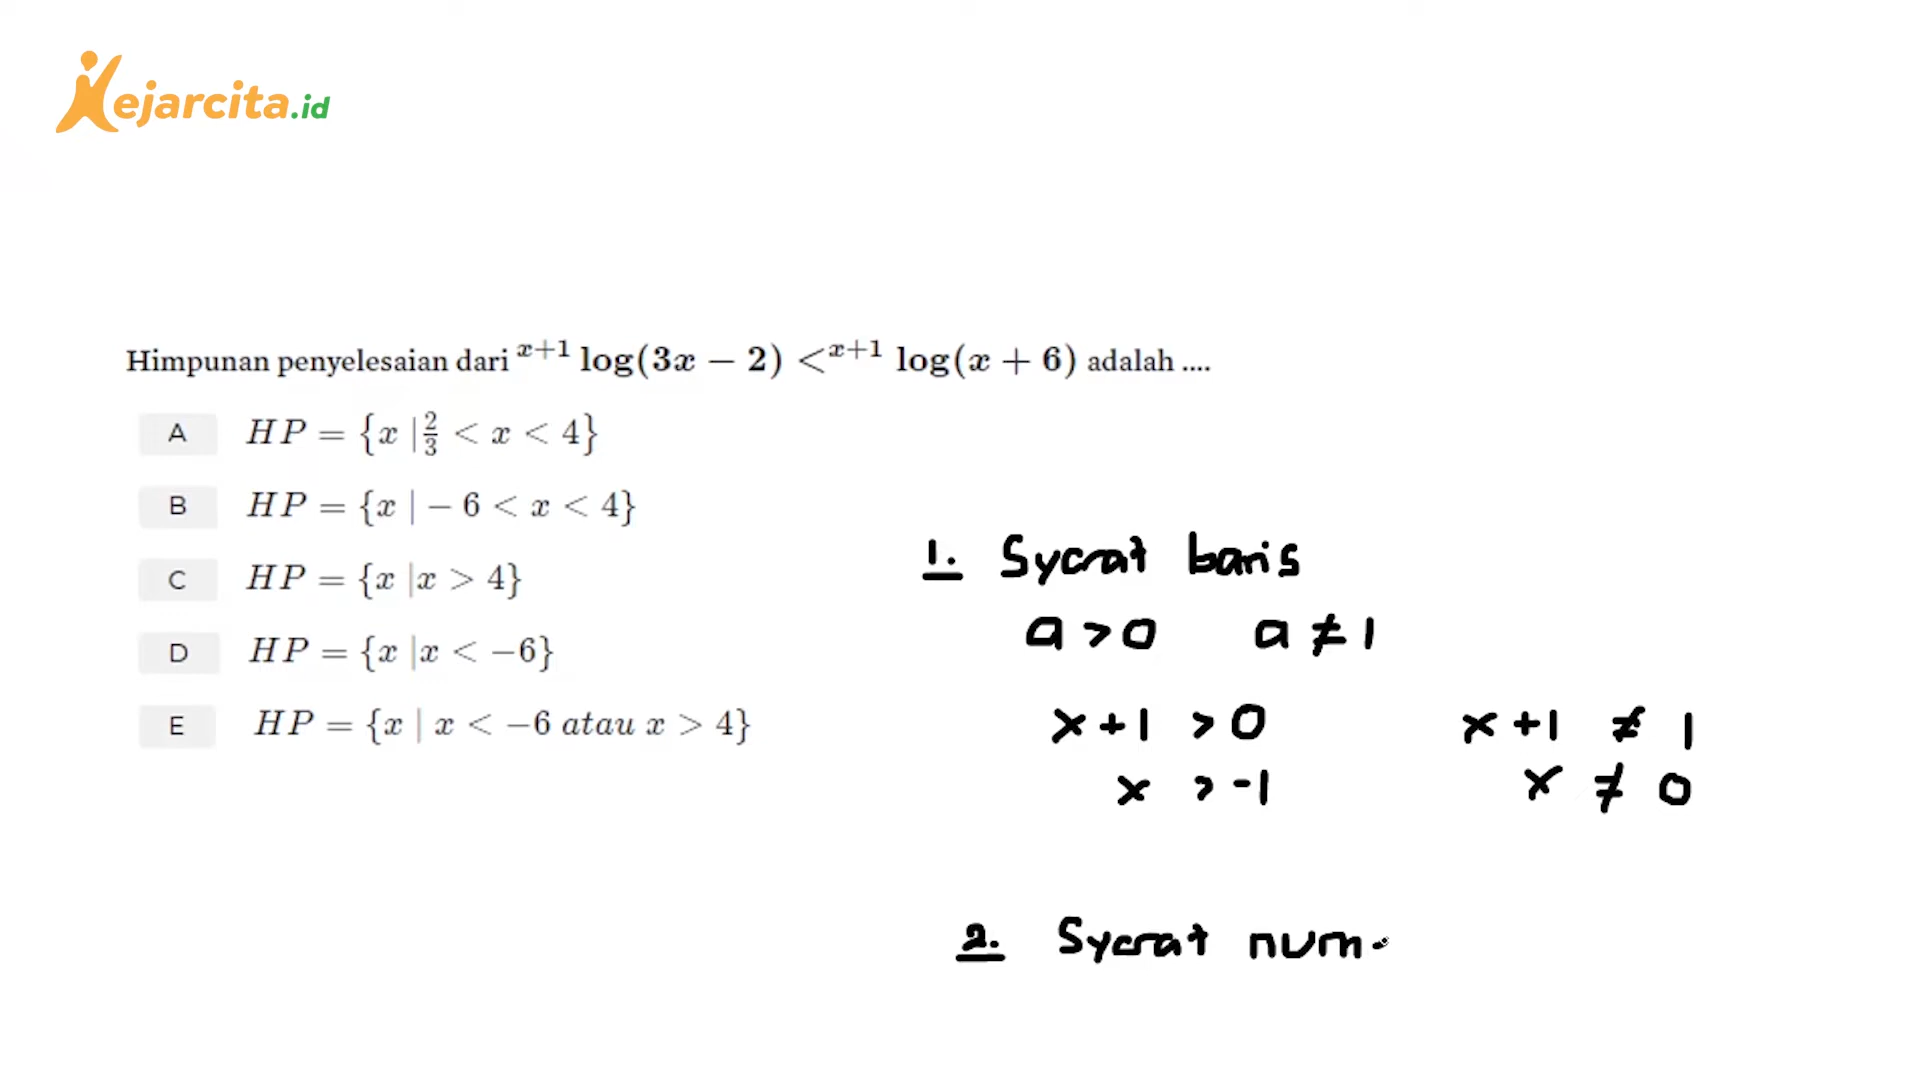 Kejarcita.id
Himpunan penyelesaian dari ^{x+1} log(3x − 2) <^{x+1} log(x + 6) adalah ....
A HP = {x |2/3 < x < 4}
B HP = {x | − 6 < x < 4}
C HP = {x |x > 4}
D HP = {x |x < −6}
E HP = {x | x < −6 atau x > 4}
1. Syarat baris
a > 0 a ≠ 1
x + 1 > 0 x + 1 ≠ 1
x > -1 x ≠ 0
2. Syarat num